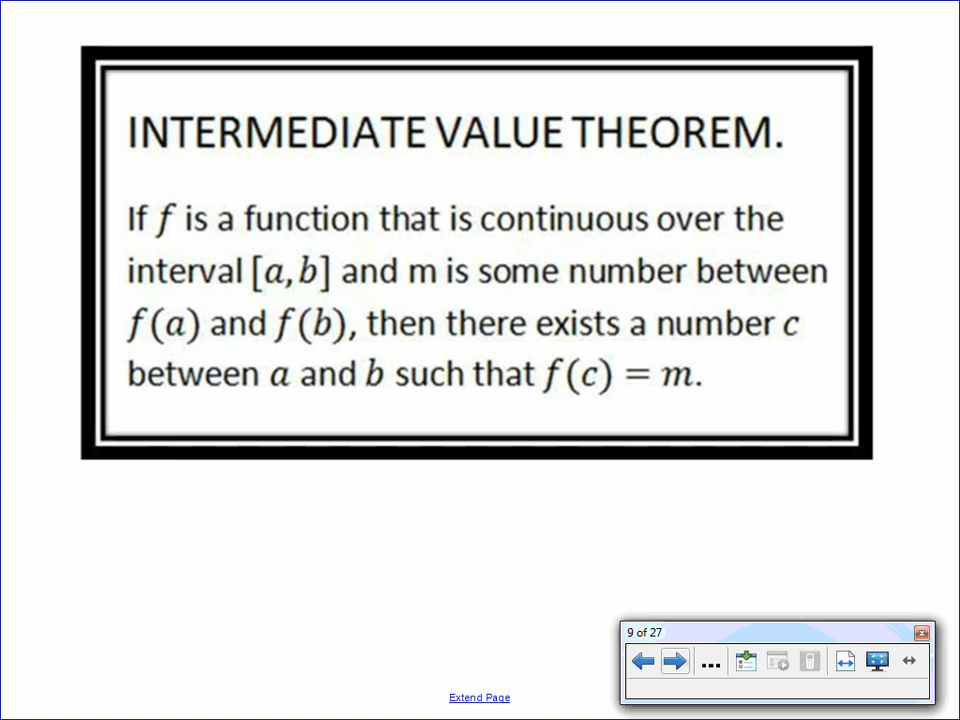 INTERMEDIATE VALUE THEOREM.
If f is a function that is continuous over the
interval [a, b] and m is some number between
f(a) and f(b), then there exists a number c
between a and b such that f(c) = m.
9 of 27
...
Extend Page